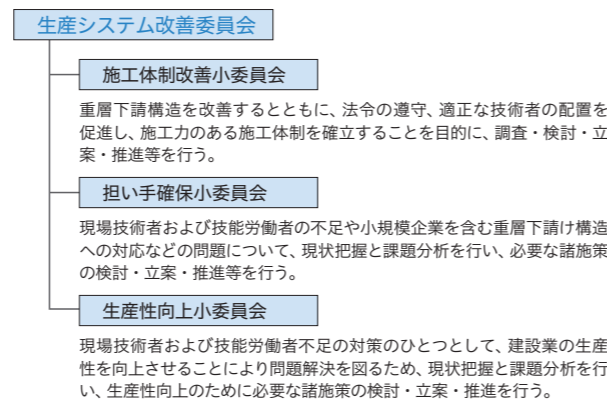 生産システム改善委員会
施工体制改善小委員会
重層下請構造を改善するとともに、法令の遵守、適正な技術者の配置を
促進し、施工力のある施工体制を確立することを目的に、調査・検討・立
案・推進等を行う。
担い手確保小委員会
現場技術者および技能労働者の不足や小規模企業を含む重層下請け構造
への対応などの問題について、現状把握と課題分析を行い、必要な諸施策
の検討・立案・推進等を行う。
生産性向上小委員会
現場技術者および技能労働者不足の対策のひとつとして、建設業の生産
性を向上させることにより問題解決を図るため、現状把握と課題分析を行
い、生産性向上のために必要な諸施策の検討・立案・推進を行う。